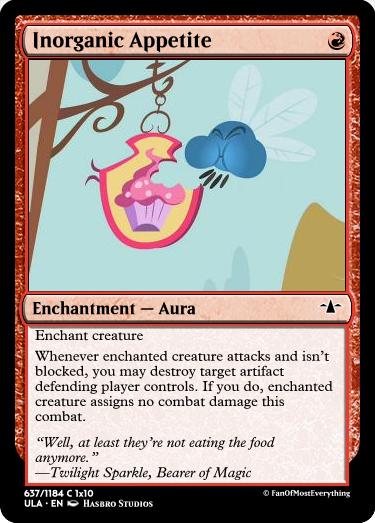 Inorganic Appetite
Enchantment — Aura
Enchant creature
Whenever enchanted creature attacks and isn't
blocked, you may destroy target artifact
defending player controls. If you do, enchanted
creature assigns no combat damage this
combat.
“Well, at least they're not eating the food
anymore.”
—Twilight Sparkle, Bearer of Magic
637/1184 C 1x10
ULA • EN Hasbro Studios
© FanOfMostEverything